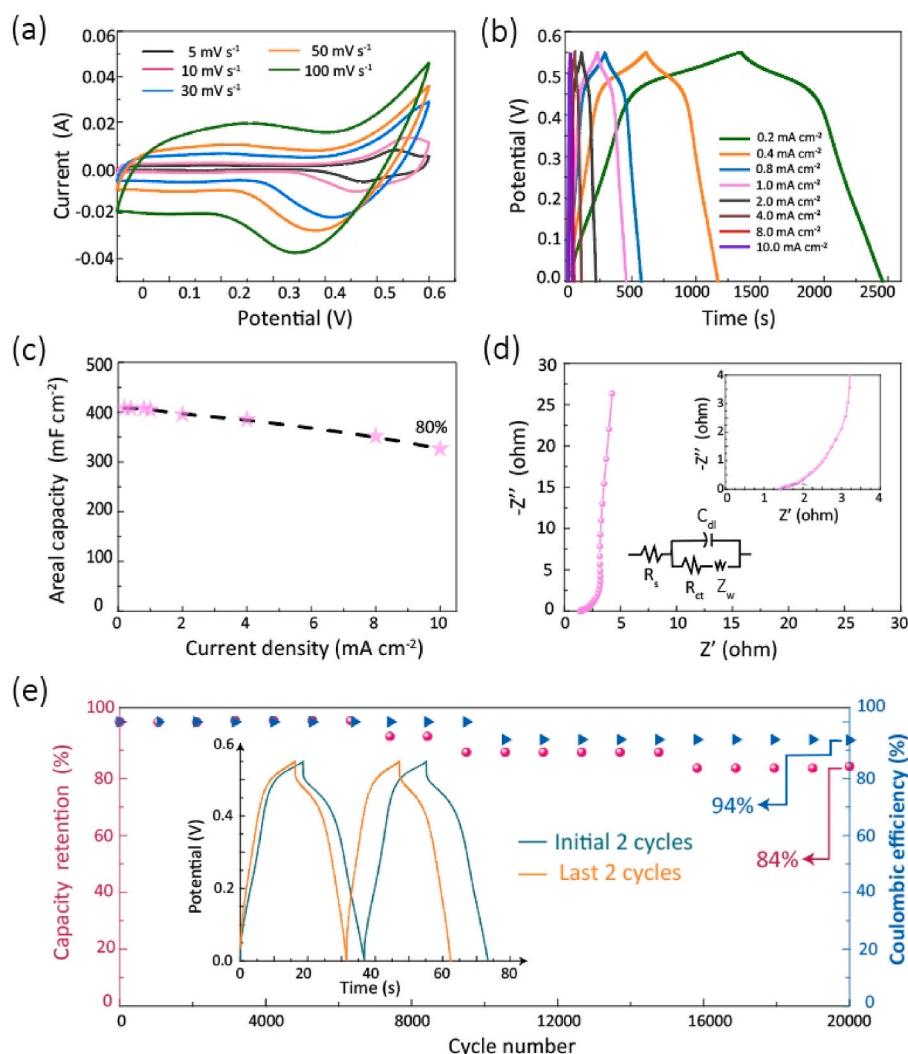 (a)
0.06
0.04
0.02
0.00
-0.02
-0.04
Current (A)
5 mV s⁻¹
10 mV s⁻¹
30 mV s⁻¹
50 mV s⁻¹
100 mV s⁻¹
0 0.1 0.2 0.2 0.4 0.5 0.6
Potential (V)
(b)
0.6
0.5
0.4
0.3
0.2
0.1
0.0
Potential (V)
0.2 mA cm⁻²
0.4 mA cm⁻²
0.8 mA cm⁻²
1.0 mA cm⁻²
2.0 mA cm⁻²
4.0 mA cm⁻²
8.0 mA cm⁻²
10.0 mA cm⁻²
0 500 1000 1500 2000 2500
Time (s)
(c)
500
400
300
200
100
0
Areal capacity (mF cm⁻²)
80%
0 2 4 6 8 10
Current density (mA cm⁻²)
(d)
30
25
20
15
10
5
0
-Z'' (ohm)
4
3
2
1
0
-Z'' (ohm)
0 1 2 3 4
Z' (ohm)
C dl
R s
R ct
Z w
0 5 10 15 20 25 30
Z' (ohm)
(e)
100
80
60
40
20
0
Capacity retention (%)
0.6
0.4
0.2
0.0
Potential (V)
0 20 40 60 80
Time (s)
Initial 2 cycles
Last 2 cycles
94%
84%
100
80
60
40
20
0
Coulombic efficiency (%)
0 4000 8000 12000 16000 20000
Cycle number